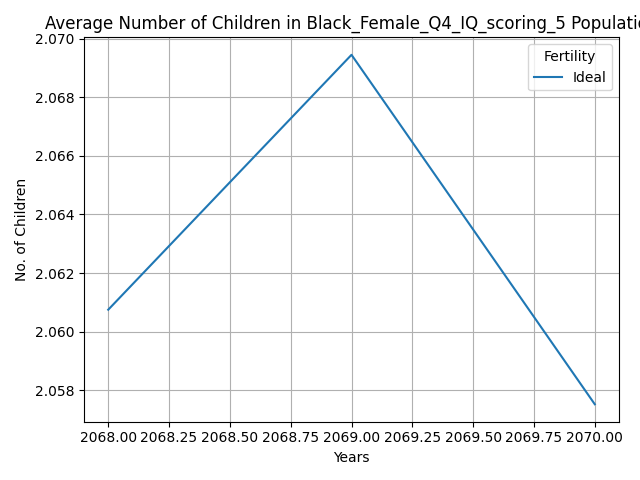 Average Number of Children in Black_Female_Q4_IQ_scoring_5 Populatio
2.070
2.068
2.066
2.064
2.062
2.060
2.058
No. of Children
Fertility
Ideal
2068.00 2068.25 2068.50 2068.75 2069.00 2069.25 2069.50 2069.75 2070.00
Years